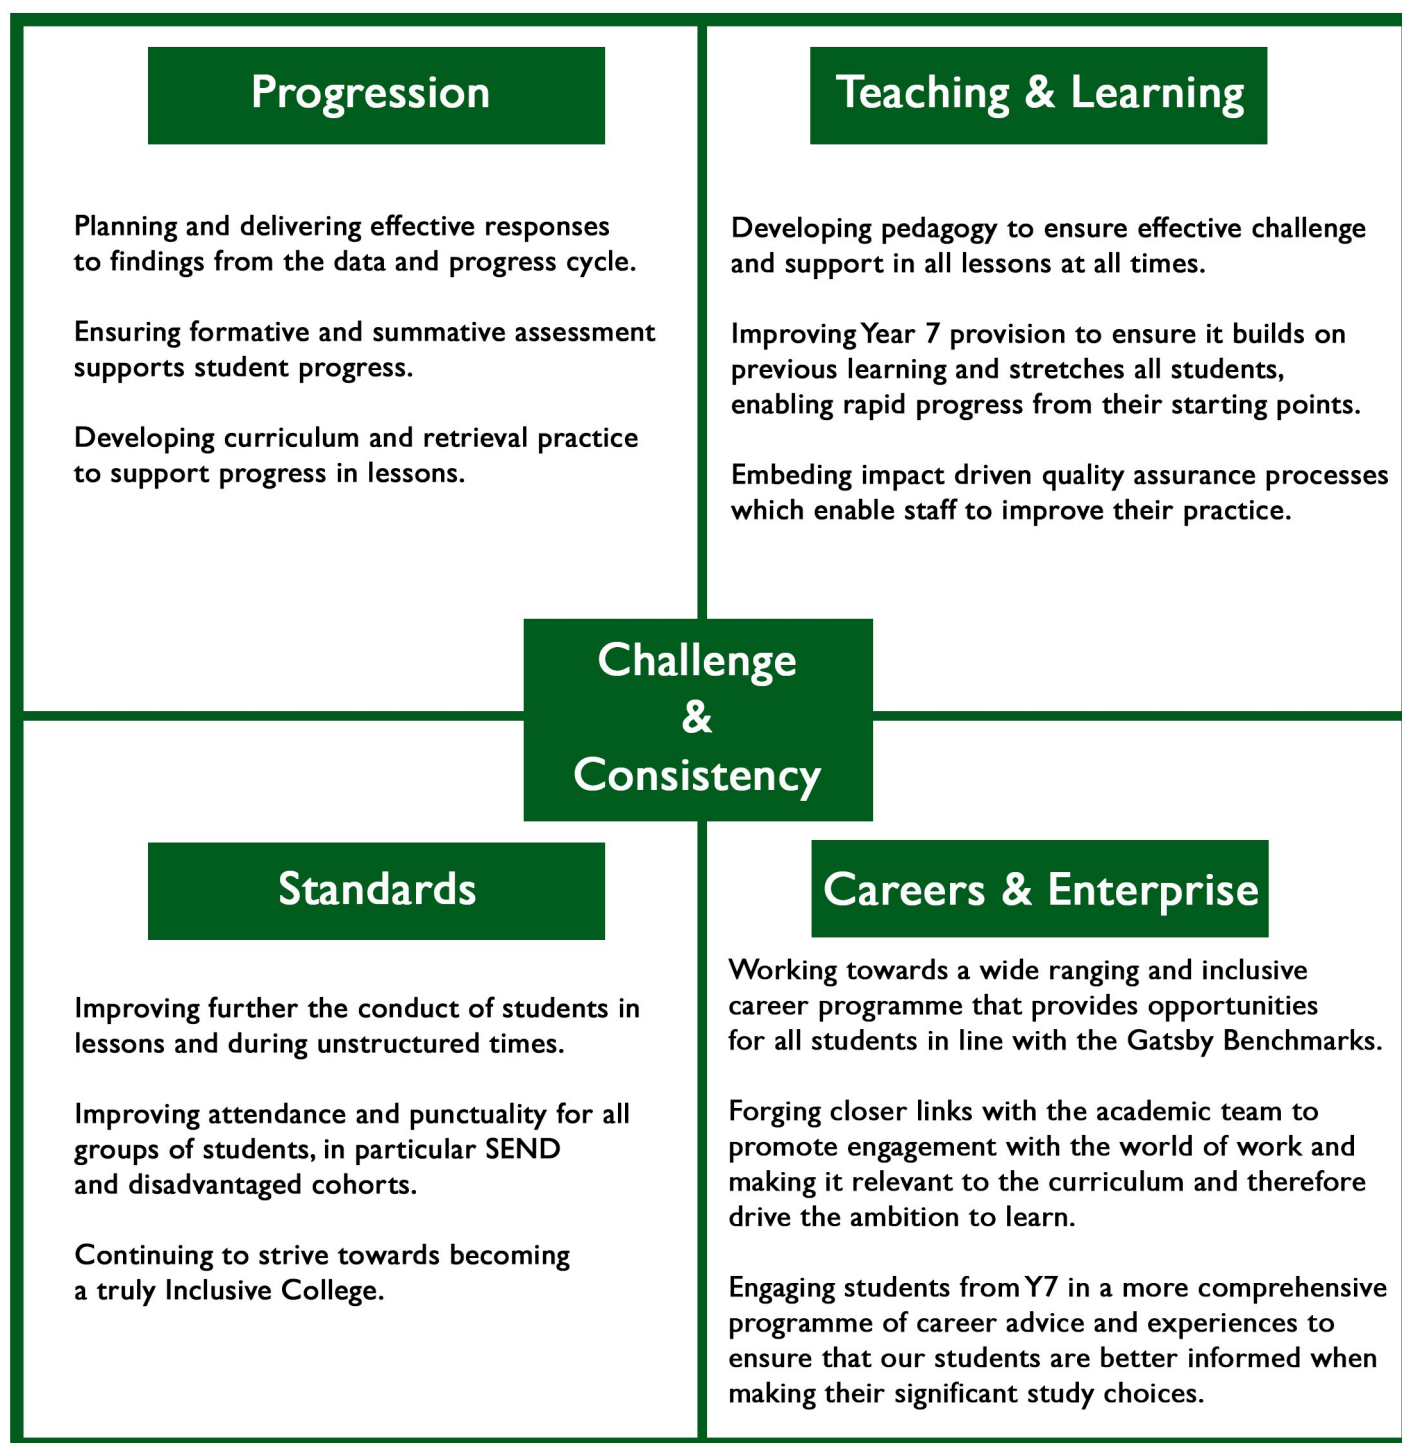 Progression
Planning and delivering effective responses
to findings from the data and progress cycle.
Ensuring formative and summative assessment
supports student progress.
Developing curriculum and retrieval practice
to support progress in lessons.
Teaching & Learning
Developing pedagogy to ensure effective challenge
and support in all lessons at all times.
Improving Year 7 provision to ensure it builds on
previous learning and stretches all students,
enabling rapid progress from their starting points.
Embeding impact driven quality assurance processes
which enable staff to improve their practice.
Challenge
&
Consistency
Standards
Improving further the conduct of students in
lessons and during unstructured times.
Improving attendance and punctuality for all
groups of students, in particular SEND
and disadvantaged cohorts.
Continuing to strive towards becoming
a truly Inclusive College.
Careers & Enterprise
Working towards a wide ranging and inclusive
career programme that provides opportunities
for all students in line with the Gatsby Benchmarks.
Forging closer links with the academic team to
promote engagement with the world of work and
making it relevant to the curriculum and therefore
drive the ambition to learn.
Engaging students from Y7 in a more comprehensive
programme of career advice and experiences to
ensure that our students are better informed when
making their significant study choices.